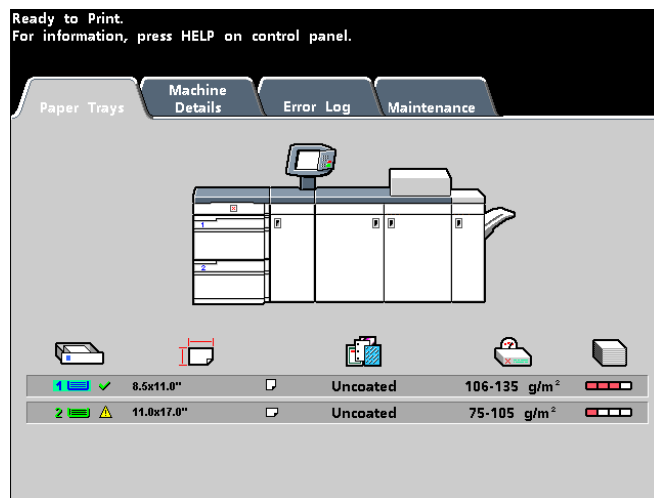 Ready to Print.
For information, press HELP on control panel.
Paper Trays
Machine
Details
Error Log
Maintenance
1
2
1 8.5x11.0" Uncoated 106-135 g/m²
2 11.0x17.0" Uncoated 75-105 g/m²